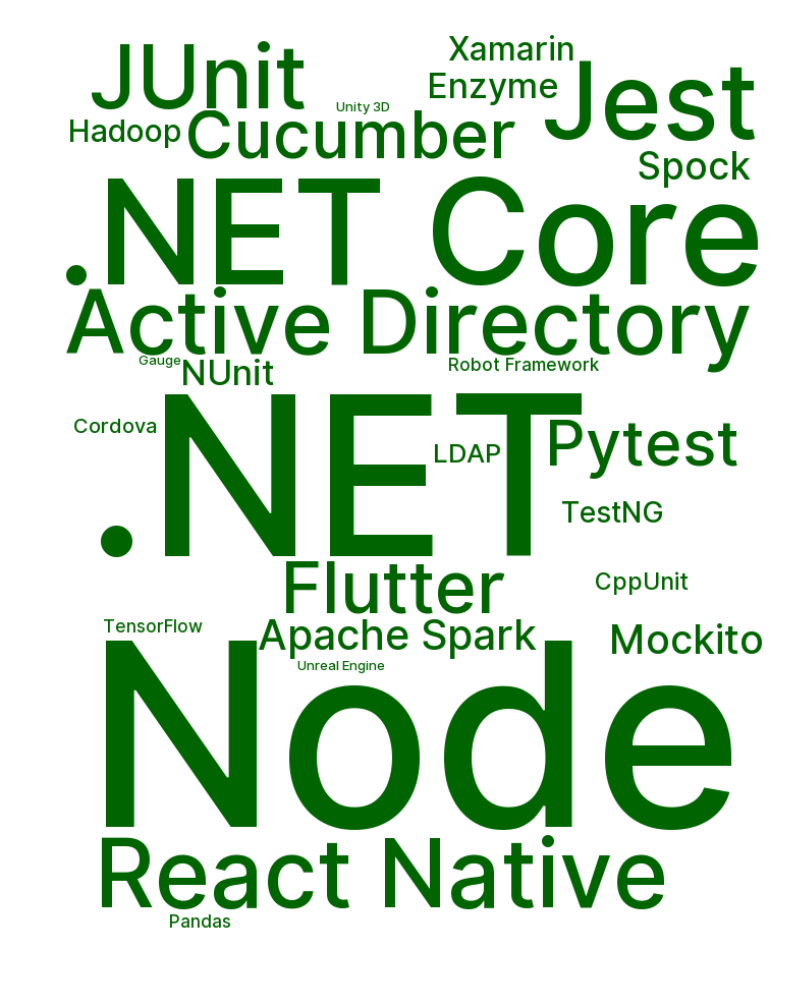 JUnit
Xamarin
Enzyme
Jest
Unity 3D
Hadoop
Cucumber
Spock
.NET Core
Active Directory
Gauge
NUnit
Robot Framework
Cordova
.NET
LDAP
Pytest
TestNG
Flutter
CppUnit
TensorFlow
Apache Spark
Mockito
Unreal Engine
Node
React Native
Pandas